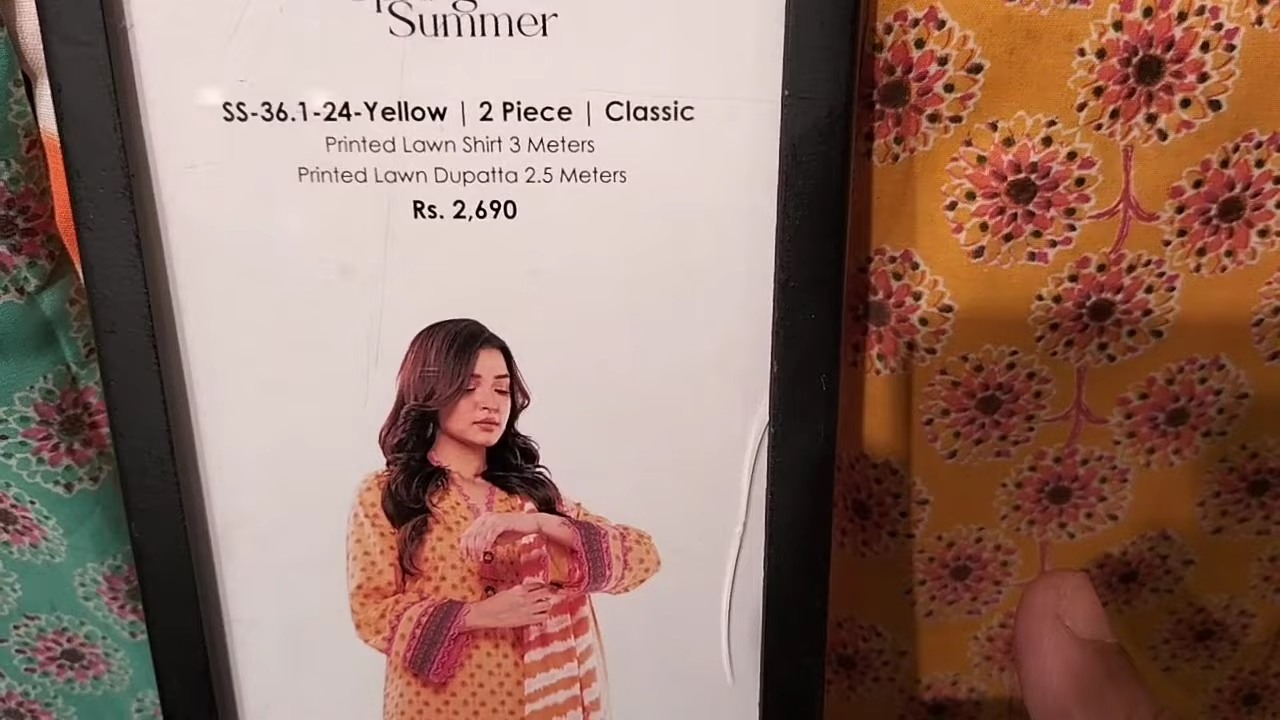 Summer
SS-36.1-24-Yellow | 2 Piece | Classic
Printed Lawn Shirt 3 Meters
Printed Lawn Dupatta 2.5 Meters
Rs. 2,690